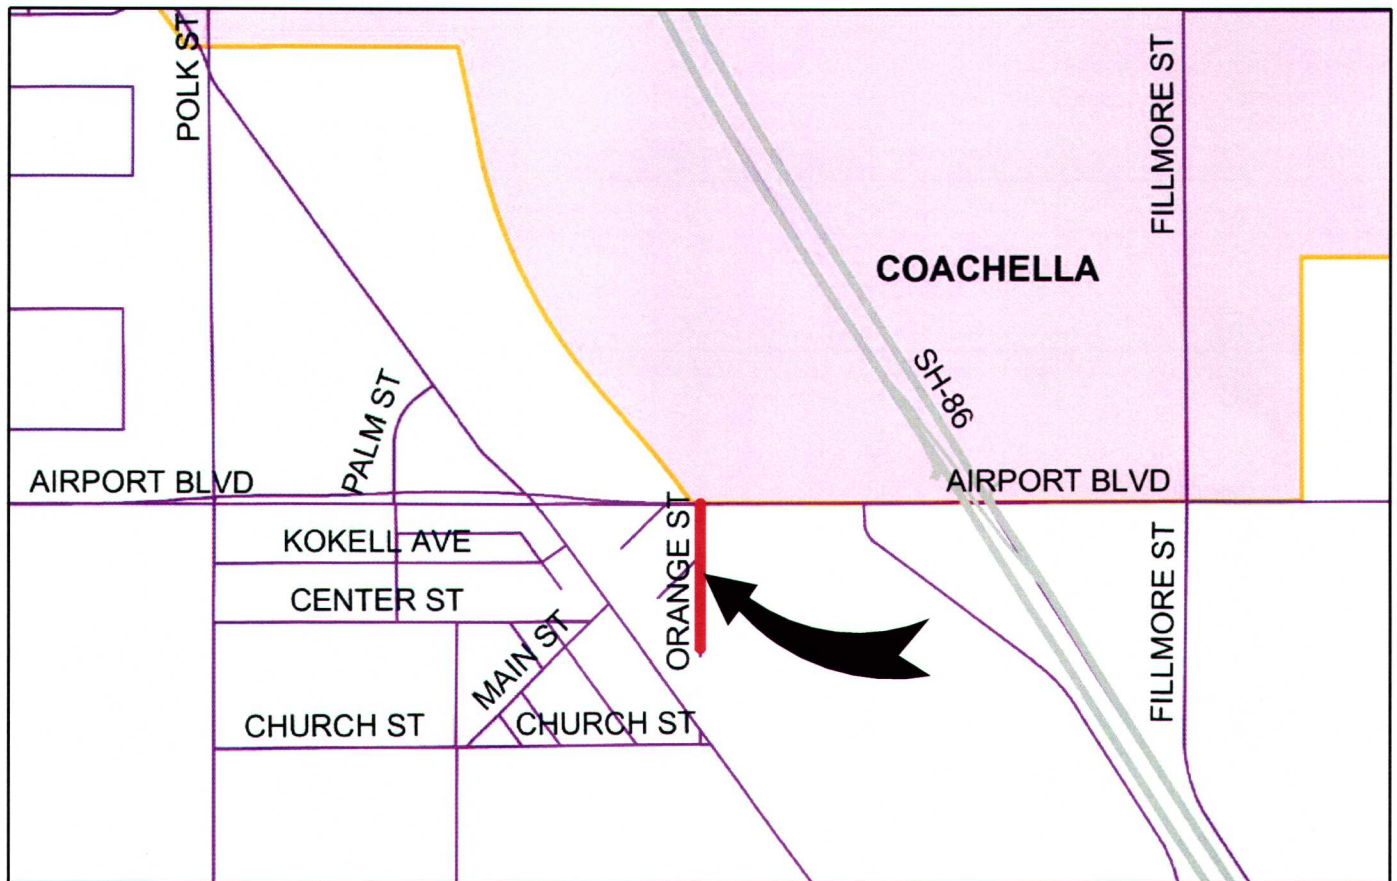 POLK ST
FILLMORE ST
COACHELLA
SH-86
PALM ST
AIRPORT BLVD
AIRPORT BLVD
KOKELL AVE
CENTER ST
ORANGE ST
FILLMORE ST
MAIN ST
CHURCH ST
CHURCH ST